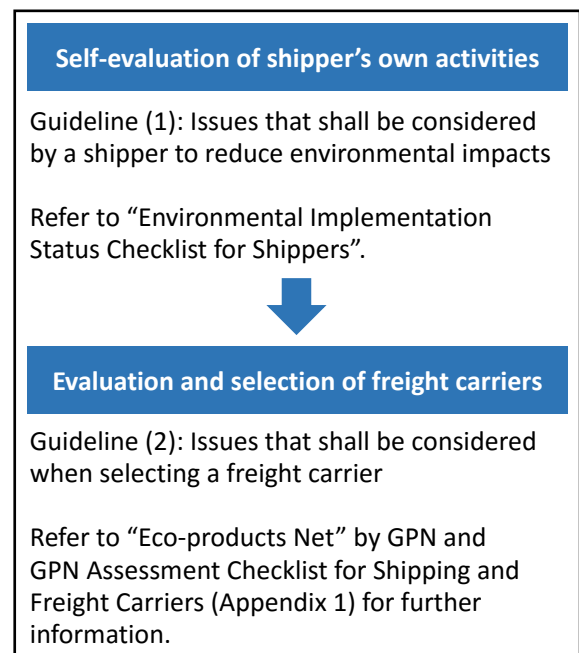 Self-evaluation of shipper’s own activities
Guideline (1): Issues that shall be considered
by a shipper to reduce environmental impacts
Refer to “Environmental Implementation
Status Checklist for Shippers”.
Evaluation and selection of freight carriers
Guideline (2): Issues that shall be considered
when selecting a freight carrier
Refer to “Eco-products Net” by GPN and
GPN Assessment Checklist for Shipping and
Freight Carriers (Appendix 1) for further
information.